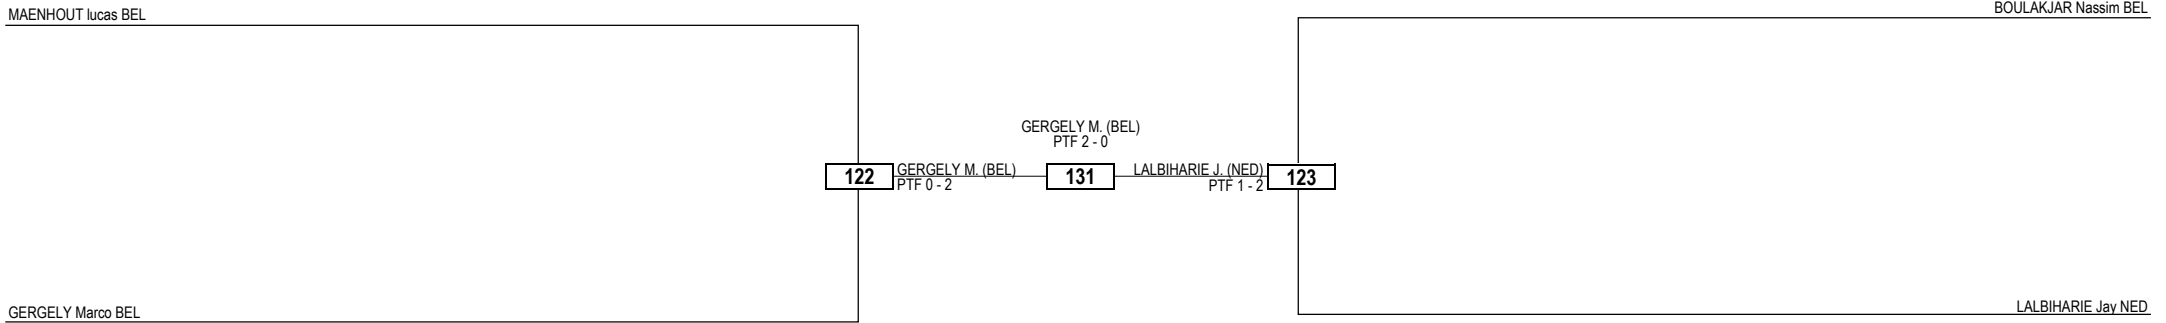 MAENHOUT lucas BEL
BOULAKJAR Nassim BEL
GERGELY M. (BEL)
PTF 2 - 0
122
GERGELY M. (BEL)
PTF 0 - 2
131
LALBIHARIE J. (NED)
PTF 1 - 2
123
GERGELY Marco BEL
LALBIHARIE Jay NED